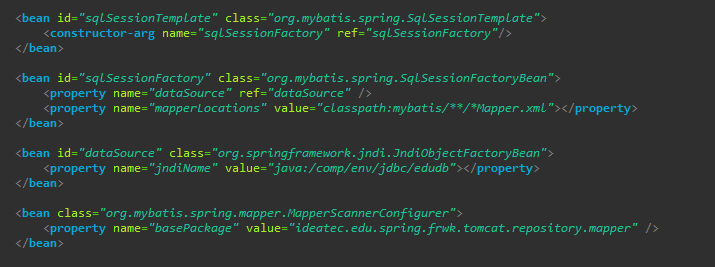 <bean id="sqlSessionTemplate" class="org.mybatis.spring.SqlSessionTemplate">
<constructor-arg name="sqlSessionFactory" ref="sqlSessionFactory"/>
</bean>
<bean id="sqlSessionFactory" class="org.mybatis.spring.SqlSessionFactoryBean">
<property name="dataSource" ref="dataSource" />
<property name="mapperLocations" value="classpath:mybatis/**/*Mapper.xml"></property>
</bean>
<bean id="dataSource" class="org.springframework.jndi.JndiObjectFactoryBean">
<property name="jndiName" value="java:/comp/env/jdbc/edudb"></property>
</bean>
<bean class="org.mybatis.spring.mapper.MapperScannerConfigurer">
<property name="basePackage" value="ideatec.edu.spring.frwk.tomcat.repository.mapper" />
</bean>